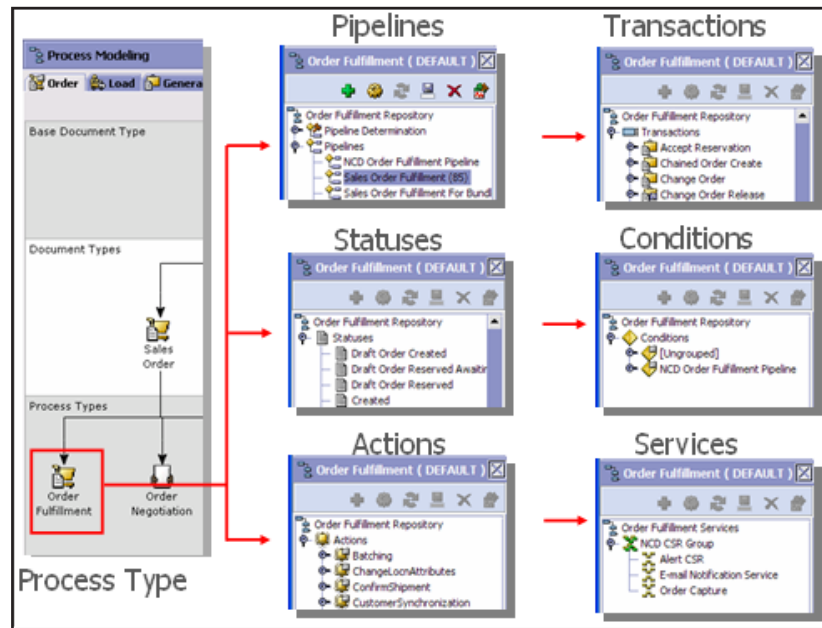 Pipelines
Transactions
Process Modeling
Order
Load
Genera
Base Document Type
Document Types
Sales
Order
Process Types
Order
Fulfillment
Order
Negotiation
Process Type
Order Fulfillment ( DEFAULT )
Order Fulfillment Repository
Pipeline Determination
Pipelines
NCD Order Fulfillment Pipeline
Sales Order Fulfillment (85)
Sales Order Fulfillment For Bundl
Order Fulfillment ( DEFAULT )
Order Fulfillment Repository
Transactions
Accept Reservation
Chained Order Create
Change Order
Change Order Release
Statuses
Conditions
Order Fulfillment ( DEFAULT )
Order Fulfillment Repository
Statuses
Draft Order Created
Draft Order Reserved Awaitin
Draft Order Reserved
Created
Order Fulfillment ( DEFAULT )
Order Fulfillment Repository
Conditions
[Ungrouped]
NCD Order Fulfillment Pipeline
Actions
Services
Order Fulfillment ( DEFAULT )
Order Fulfillment Repository
Actions
Batching
ChangeLocnAttributes
ConfirmShipment
CustomerSynchronization
Order Fulfillment ( DEFAULT )
Order Fulfillment Services
NCD CSR Group
Alert CSR
E-mail Notification Service
Order Capture